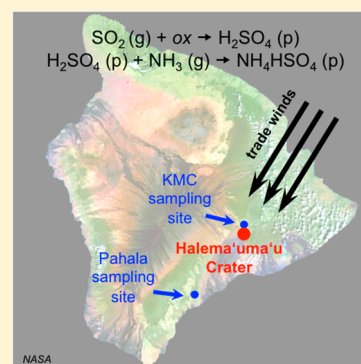 SO₂ (g) + ox → H₂SO₄ (p)
H₂SO₄ (p) + NH₃ (g) → NH₄HSO₄ (p)
trade winds
KMC
sampling
site
Halema‘uma‘u
Crater
Pahala
sampling
site
NASA